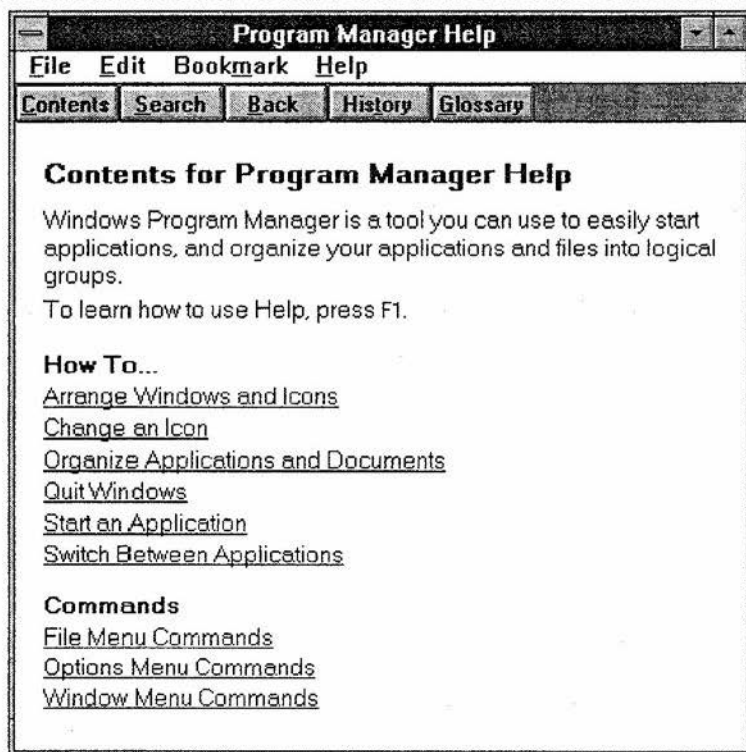 Program Manager Help
File Edit Bookmark Help
Contents Search Back History Glossary
Contents for Program Manager Help
Windows Program Manager is a tool you can use to easily start
applications, and organize your applications and files into logical
groups.
To learn how to use Help, press F1.
How To...
Arrange Windows and Icons
Change an Icon
Organize Applications and Documents
Quit Windows
Start an Application
Switch Between Applications
Commands
File Menu Commands
Options Menu Commands
Window Menu Commands